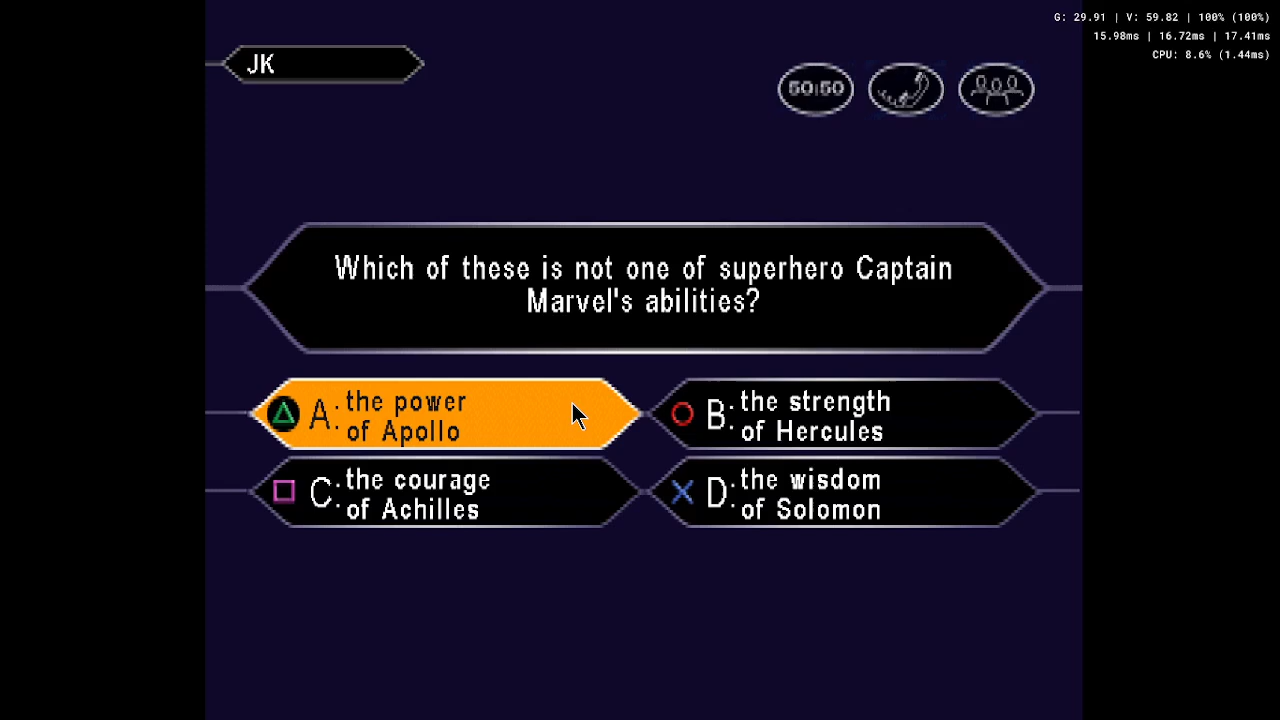 G: 29.91 | V: 59.82 | 100% (100%)
15.98ms | 16.72ms | 17.41ms
CPU: 8.6% (1.44ms)
JK
50:50
Which of these is not one of superhero Captain
Marvel's abilities?
A: the power
of Apollo
B: the strength
of Hercules
C: the courage
of Achilles
D: the wisdom
of Solomon